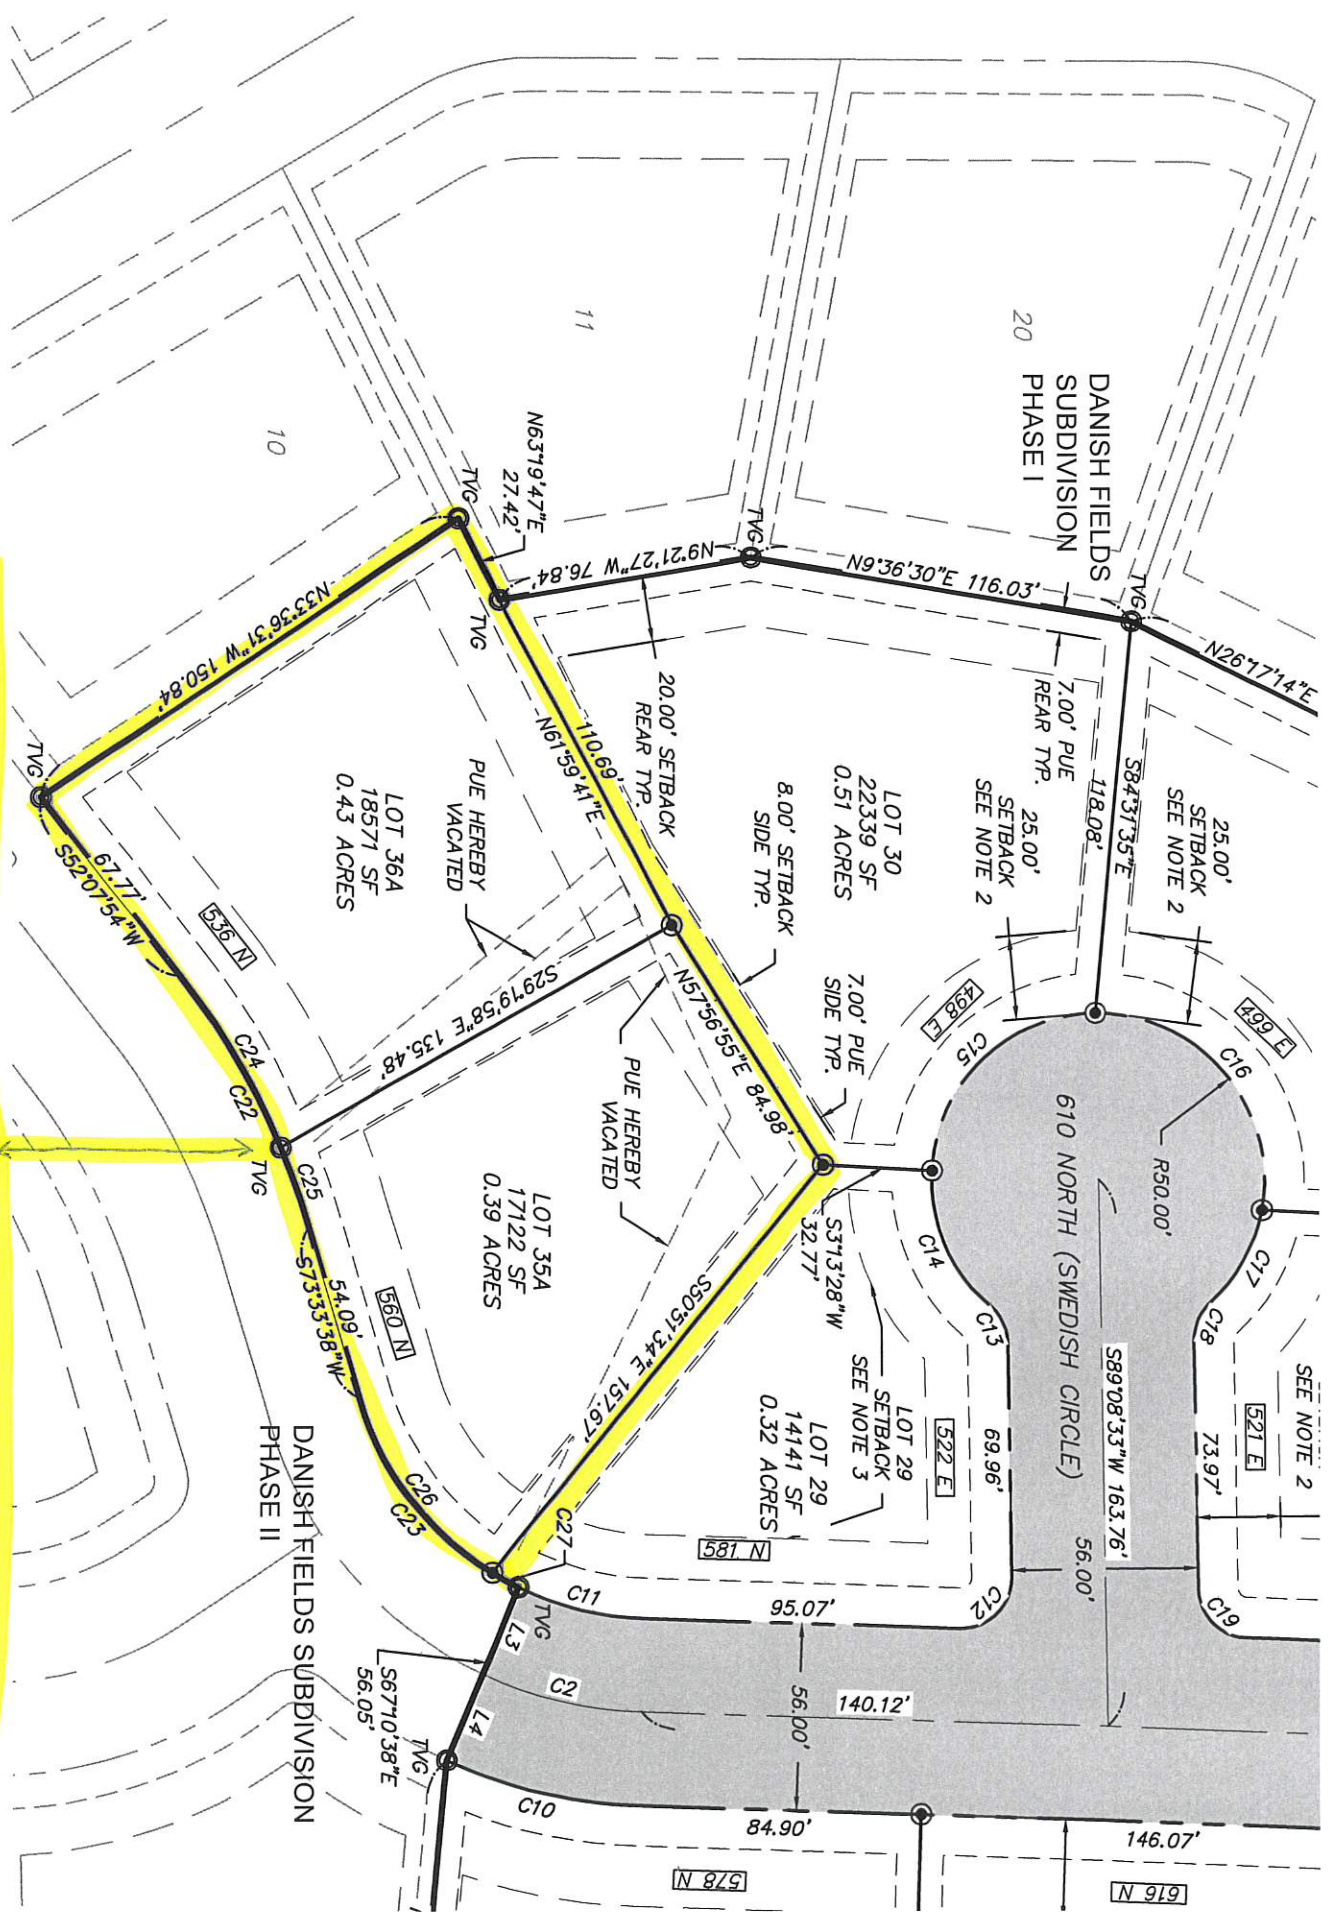 DANISH FIELDS
SUBDIVISION
PHASE I
20
11
10
TVG
TVG
TVG
TVG
TVG
TVG
TVG
TVG
N26°17'14"E
N9°36'30"E 116.03'
N9°21'27"W 76.84'
N63°19'47"E
27.42'
7.00' PUE
REAR TYP.
S84°31'35"E
118.08'
25.00'
SETBACK
SEE NOTE 2
25.00'
SETBACK
SEE NOTE 2
20.00' SETBACK
REAR TYP.
LOT 30
22339 SF
0.51 ACRES
8.00' SETBACK
SIDE TYP.
7.00' PUE
SIDE TYP.
498 E
499 E
C15
C16
R50.00'
610 NORTH (SWEDISH CIRCLE)
C14
C13
C17
C18
S3°13'28"W
32.77'
N33°36'31"W 150.84'
110.69'
N61°59'41"E
N57°56'55"E 84.98'
PUE HEREBY
VACATED
LOT 36A
18571 SF
0.43 ACRES
536 N
67.77'
S52°07'54"W
C24
C22
S29°19'58"E 135.48'
PUE HEREBY
VACATED
LOT 35A
17122 SF
0.39 ACRES
560 N
C25
54.09'
S73°33'38"W
S50°51'34"E 157.67'
C26
C23
C27
LOT 29
SETBACK
SEE NOTE 3
LOT 29
14141 SF
0.32 ACRES
522 E
581 N
69.96'
S89°08'33"W 163.76'
56.00'
73.97'
521 E
SEE NOTE 2
C12
C19
C11
95.07'
56.00'
140.12'
C2
L3
L4
S67°10'38"E
56.05'
C10
84.90'
146.07'
578 N
616 N
DANISH FIELDS SUBDIVISION
PHASE II